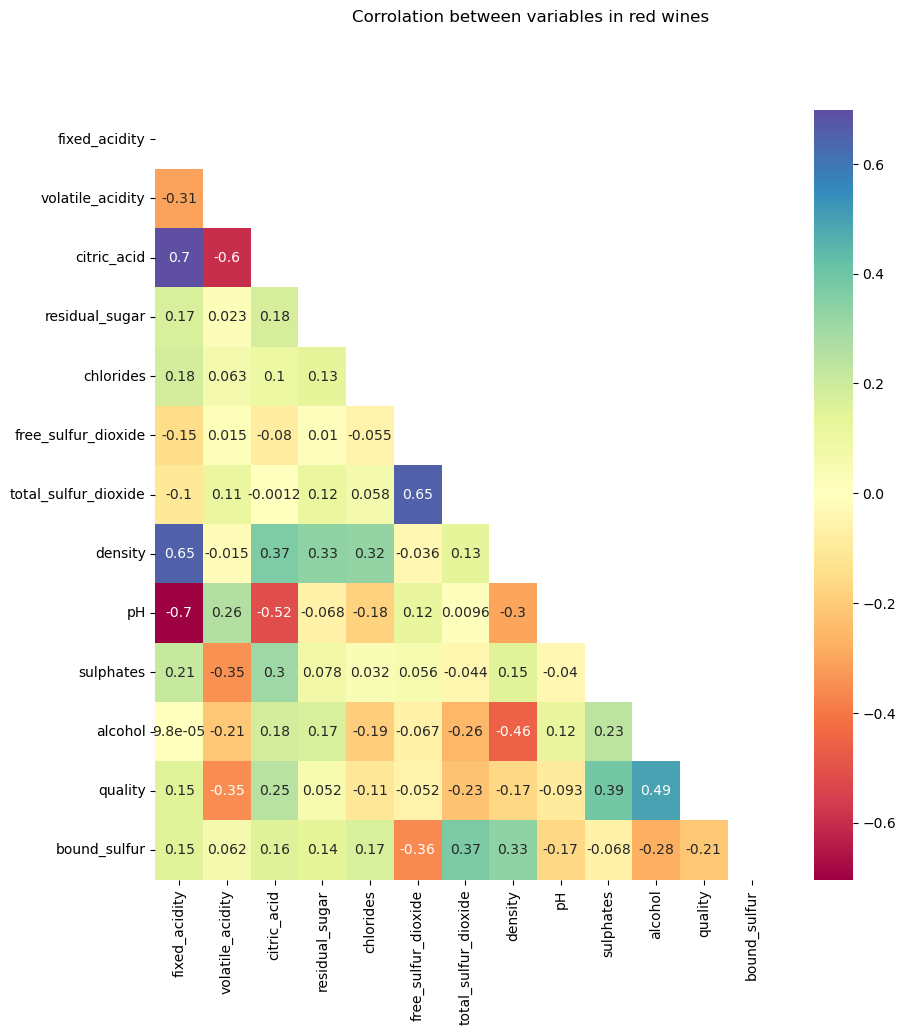 Corrolation between variables in red wines
fixed_acidity
volatile_acidity -0.31
citric_acid 0.7 -0.6
residual_sugar 0.17 0.023 0.18
chlorides 0.18 0.063 0.1 0.13
free_sulfur_dioxide -0.15 0.015 -0.08 0.01 -0.055
total_sulfur_dioxide -0.1 0.11 -0.0012 0.12 0.058 0.65
density 0.65 -0.015 0.37 0.33 0.32 -0.036 0.13
pH -0.7 0.26 -0.52 -0.068 -0.18 0.12 0.0096 -0.3
sulphates 0.21 -0.35 0.3 0.078 0.032 0.056 -0.044 0.15 -0.04
alcohol -9.8e-05 -0.21 0.18 0.17 -0.19 -0.067 -0.26 -0.46 0.12 0.23
quality 0.15 -0.35 0.25 0.052 -0.11 -0.052 -0.23 -0.17 -0.093 0.39 0.49
bound_sulfur 0.15 0.062 0.16 0.14 0.17 -0.36 0.37 0.33 -0.17 -0.068 -0.28 -0.21
fixed_acidity
volatile_acidity
citric_acid
residual_sugar
chlorides
free_sulfur_dioxide
total_sulfur_dioxide
density
pH
sulphates
alcohol
quality
bound_sulfur
0.6
0.4
0.2
0.0
−0.2
−0.4
−0.6